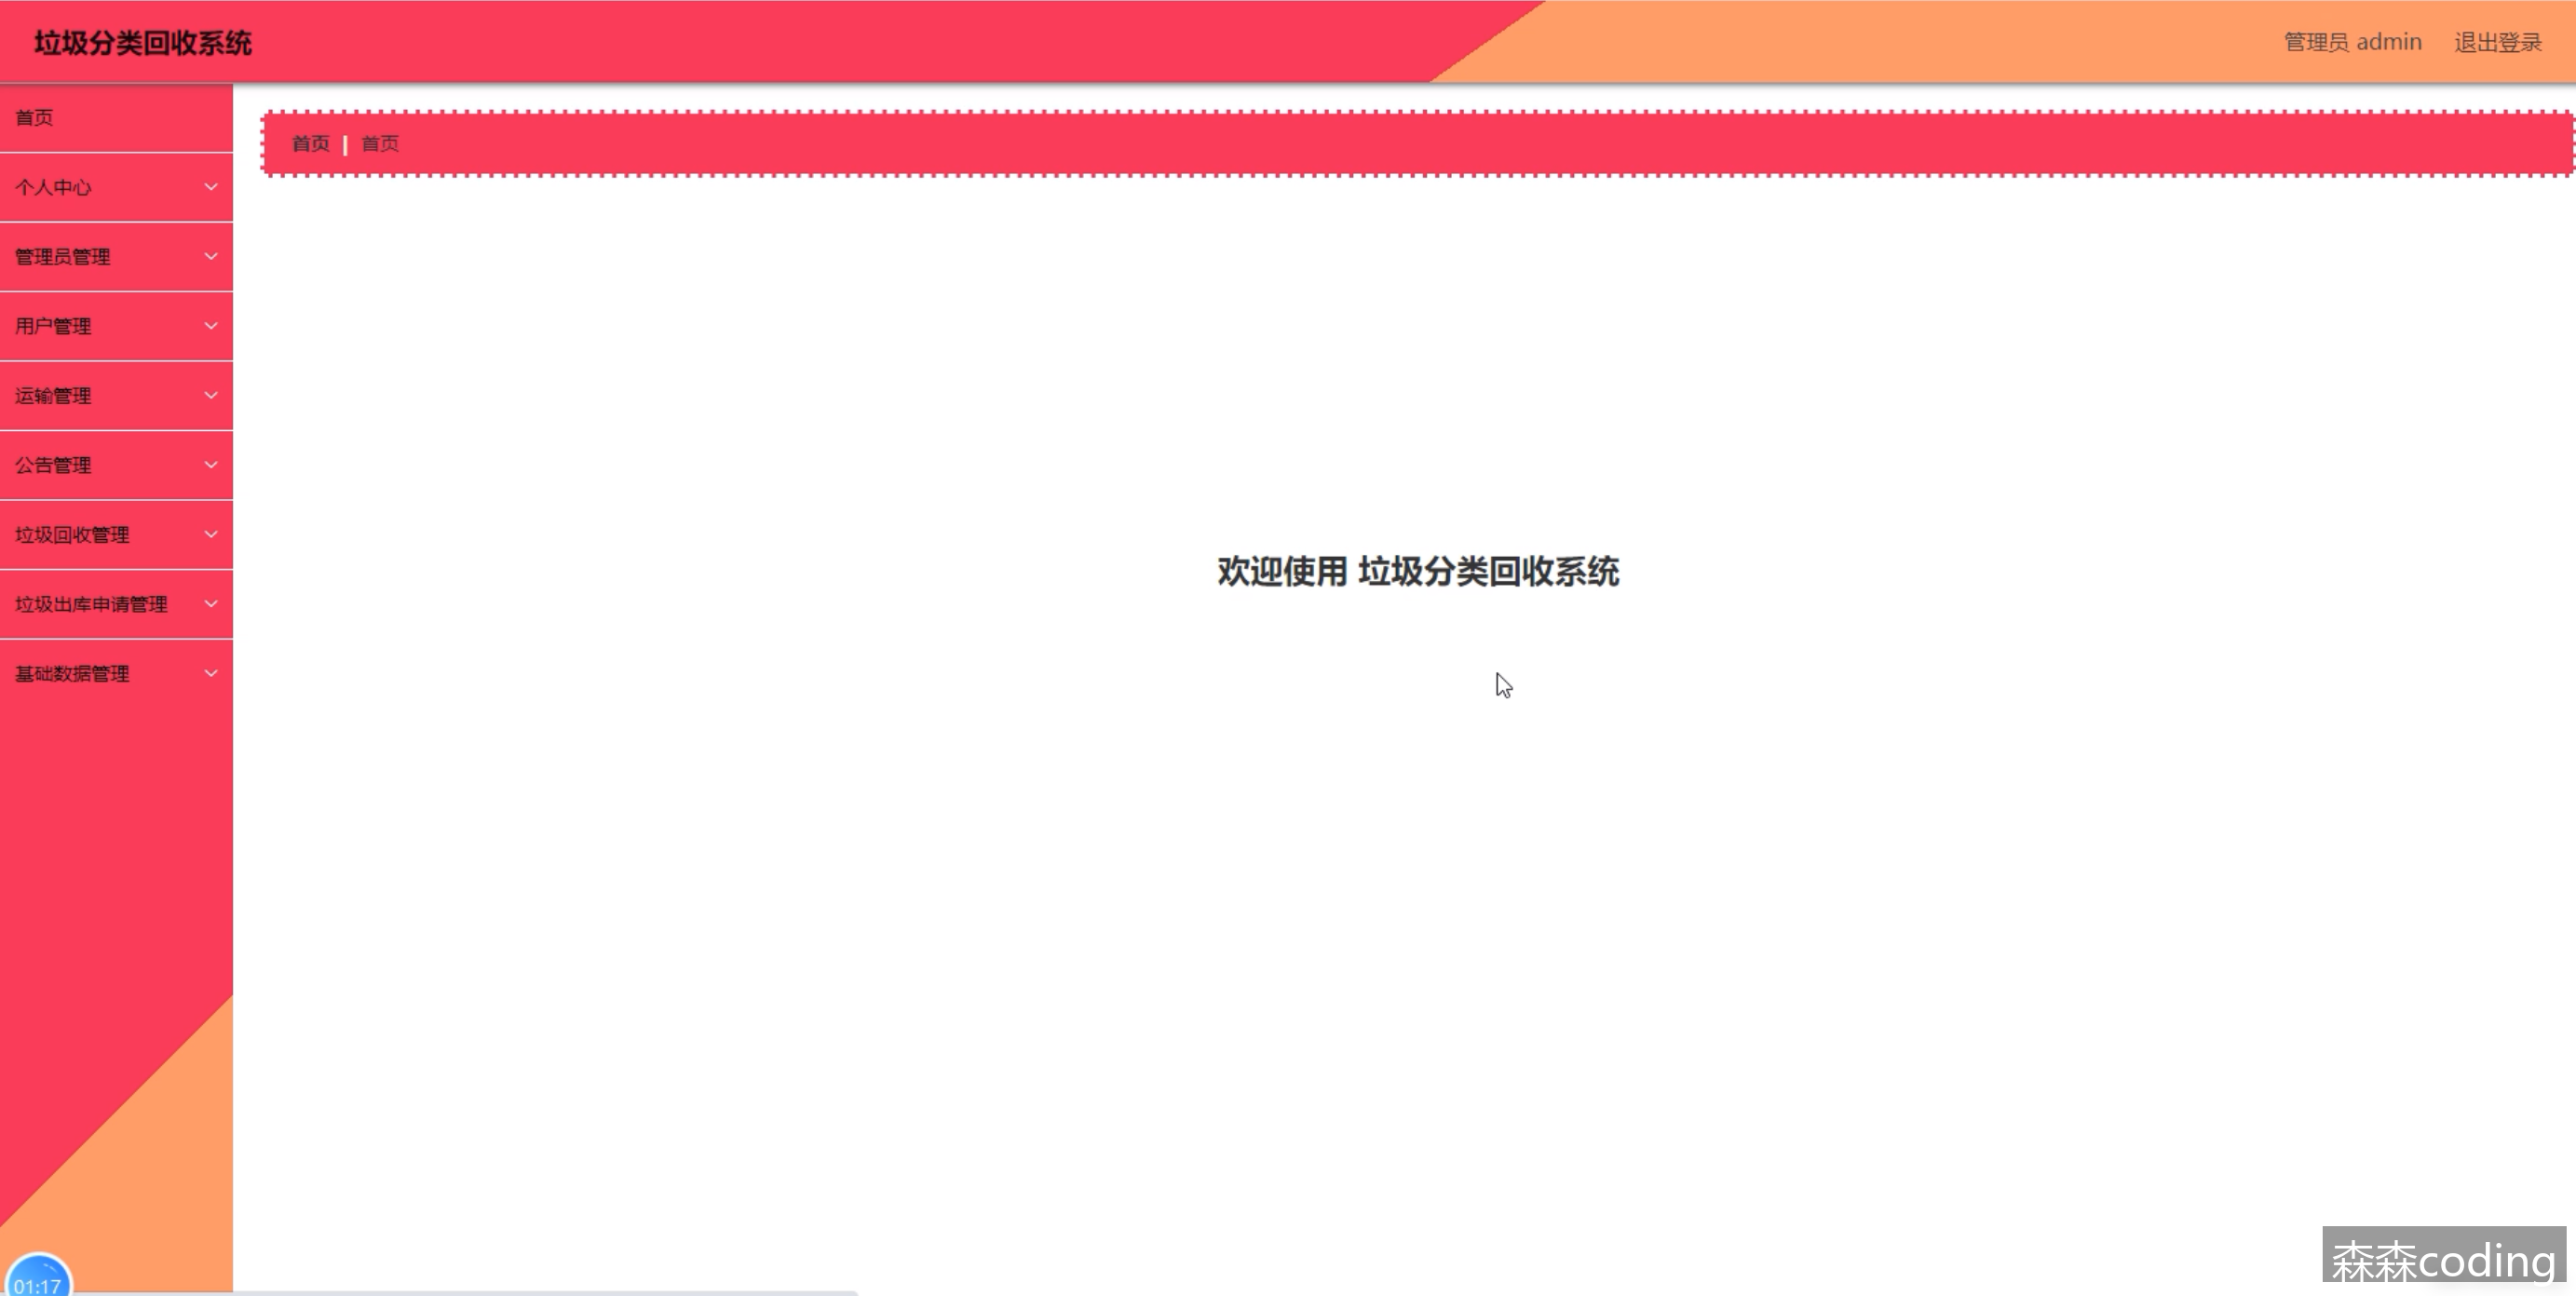 垃圾分类回收系统
管理员 admin 退出登录
首页
首页 | 首页
个人中心
管理员管理
用户管理
运输管理
公告管理
垃圾回收管理
垃圾出库申请管理
基础数据管理
欢迎使用 垃圾分类回收系统
01:17
森森coding